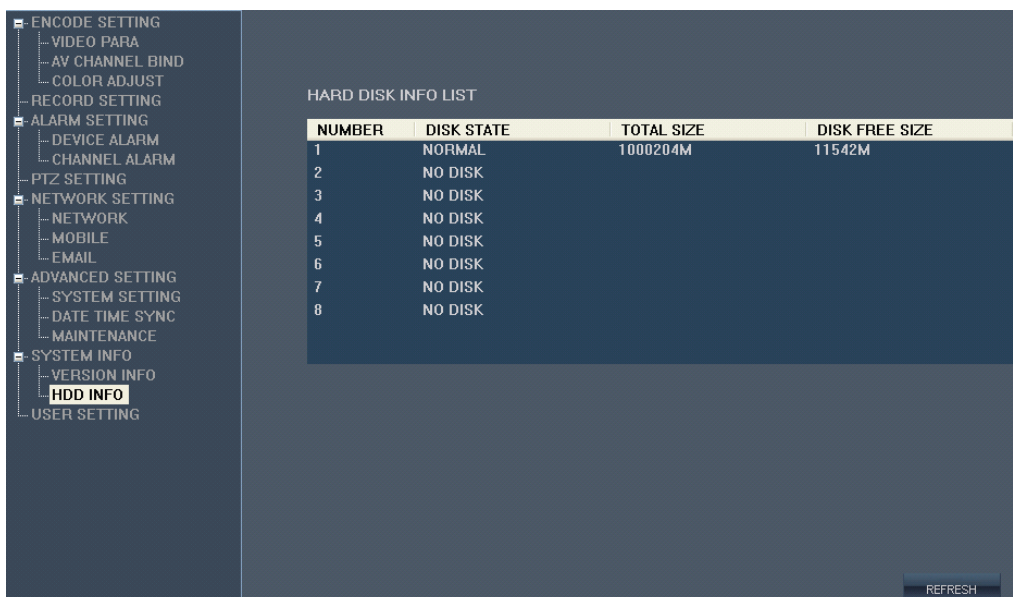 ENCODE SETTING
VIDEO PARA
AV CHANNEL BIND
COLOR ADJUST
RECORD SETTING
ALARM SETTING
DEVICE ALARM
CHANNEL ALARM
PTZ SETTING
NETWORK SETTING
NETWORK
MOBILE
EMAIL
ADVANCED SETTING
SYSTEM SETTING
DATE TIME SYNC
MAINTENANCE
SYSTEM INFO
VERSION INFO
HDD INFO
USER SETTING
HARD DISK INFO LIST
NUMBER DISK STATE TOTAL SIZE DISK FREE SIZE
1 NORMAL 1000204M 11542M
2 NO DISK
3 NO DISK
4 NO DISK
5 NO DISK
6 NO DISK
7 NO DISK
8 NO DISK
REFRESH